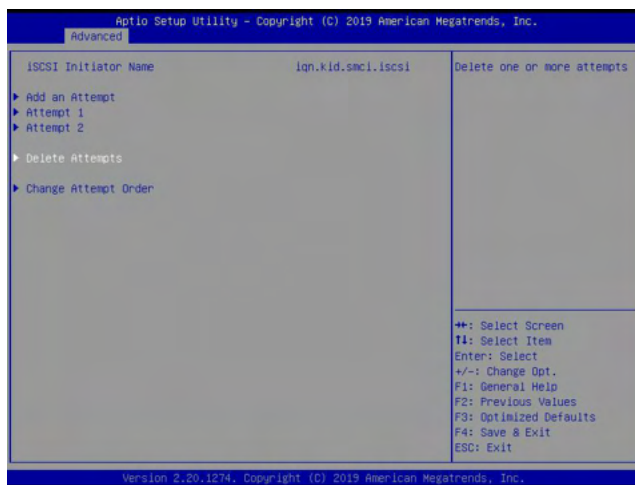 Aptio Setup Utility – Copyright (C) 2019 American Megatrends, Inc.
Advanced
iSCSI Initiator Name iqn.kid.smci.iscsi
Add an Attempt
Attempt 1
Attempt 2
Delete Attempts
Change Attempt Order
Delete one or more attempts
→←: Select Screen
↑↓: Select Item
Enter: Select
+/-: Change Opt.
F1: General Help
F2: Previous Values
F3: Optimized Defaults
F4: Save & Exit
ESC: Exit
Version 2.20.1274. Copyright (C) 2019 American Megatrends, Inc.